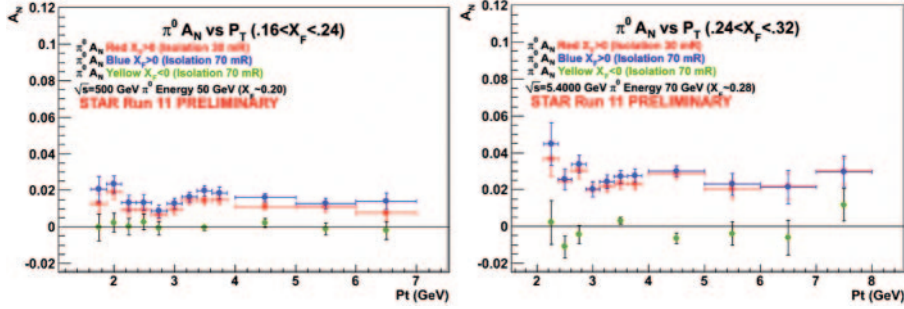 A_N
0.12
0.1
0.08
0.06
0.04
0.02
0
-0.02
π⁰ A_N vs P_T (.16<X_F<.24)
π⁰ A_N Red X_F>0 (Isolation 30 mR)
π⁰ A_N Blue X_F>0 (Isolation 70 mR)
π⁰ A_N Yellow X_F<0 (Isolation 70 mR)
√s=500 GeV π⁰ Energy 50 GeV (X_F~0.20)
STAR Run 11 PRELIMINARY
2 3 4 5 6 7
Pt (GeV)
A_N
0.12
0.1
0.08
0.06
0.04
0.02
0
-0.02
π⁰ A_N vs P_T (.24<X_F<.32)
π⁰ A_N Red X_F>0 (Isolation 30 mR)
π⁰ A_N Blue X_F>0 (Isolation 70 mR)
π⁰ A_N Yellow X_F<0 (Isolation 70 mR)
√s=5.4000 GeV π⁰ Energy 70 GeV (X_F~0.28)
STAR Run 11 PRELIMINARY
2 3 4 5 6 7 8
Pt (GeV)